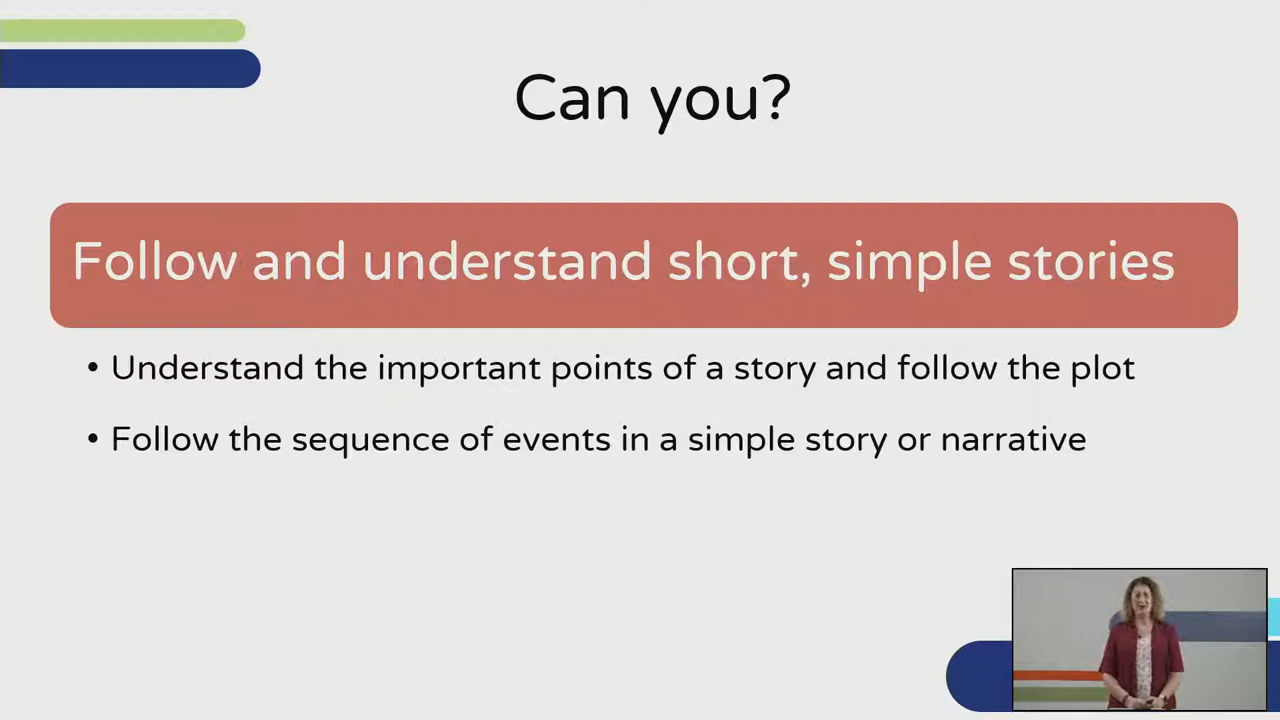 Can you?
Follow and understand short, simple stories
• Understand the important points of a story and follow the plot
• Follow the sequence of events in a simple story or narrative